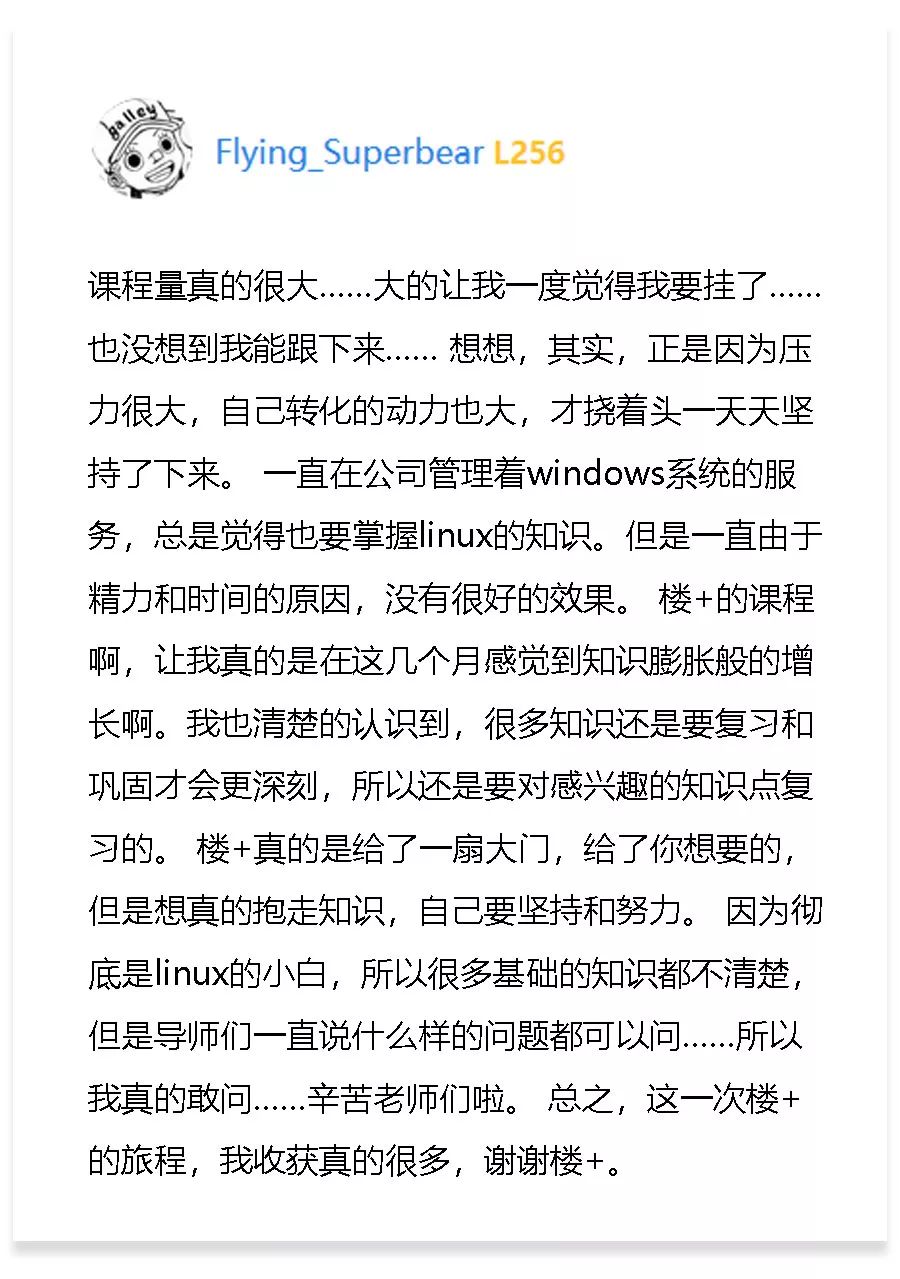 galley
Flying_Superbear L256
课程量真的很大......大的让我一度觉得我要挂了......
也没想到我能跟下来...... 想想，其实，正是因为压
力很大，自己转化的动力也大，才挠着头一天天坚
持了下来。 一直在公司管理着windows系统的服
务，总是觉得也要掌握linux的知识。但是一直由于
精力和时间的原因，没有很好的效果。 楼+的课程
啊，让我真的是在这几个月感觉到知识膨胀般的增
长啊。我也清楚的认识到，很多知识还是要复习和
巩固才会更深刻，所以还是要对感兴趣的知识点复
习的。 楼+真的是给了一扇大门，给了你想要的，
但是想真的抱走知识，自己要坚持和努力。 因为彻
底是linux的小白，所以很多基础的知识都不清楚，
但是导师们一直说什么样的问题都可以问......所以
我真的敢问......辛苦老师们啦。 总之，这一次楼+
的旅程，我收获真的很多，谢谢楼+。